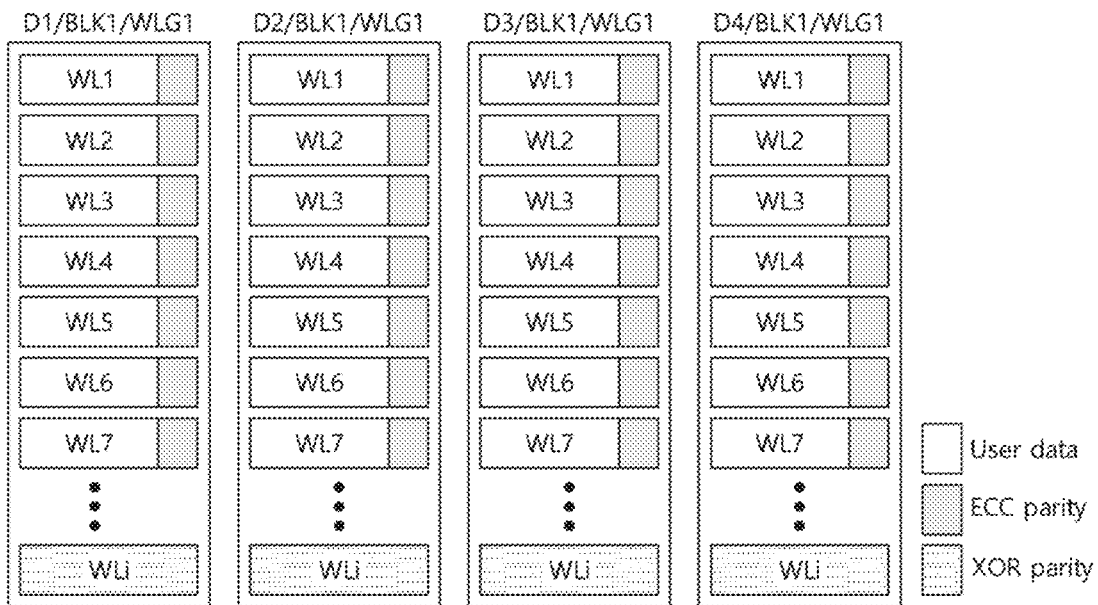 D1/BLK1/WLG1 D2/BLK1/WLG1 D3/BLK1/WLG1 D4/BLK1/WLG1
WL1 WL1 WL1 WL1
WL2 WL2 WL2 WL2
WL3 WL3 WL3 WL3
WL4 WL4 WL4 WL4
WL5 WL5 WL5 WL5
WL6 WL6 WL6 WL6
WL7 WL7 WL7 WL7
User data
ECC parity
WLi WLi WLi WLi
XOR parity